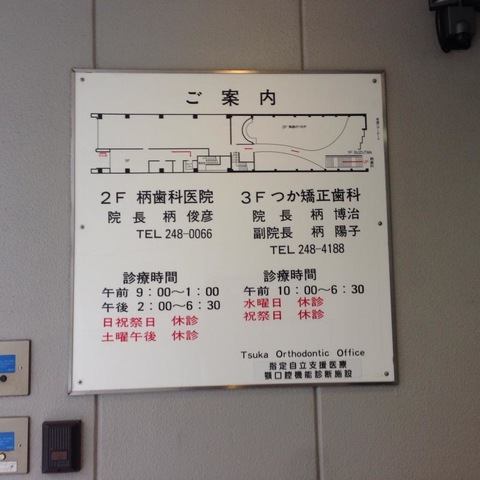 ご案内
2F 柄歯科医院
院長 柄 俊彦
TEL 248-0066
診療時間
午前 9:00〜1:00
午後 2:00〜6:30
日祝祭日 休診
土曜午後 休診
3F つか矯正歯科
院長 柄 博治
副院長 柄 陽子
TEL 248-4188
診療時間
午前 10:00〜6:30
水曜日 休診
祝祭日 休診
Tsuka Orthodontic Office
指定自立支援医療
顎口腔機能診断施設